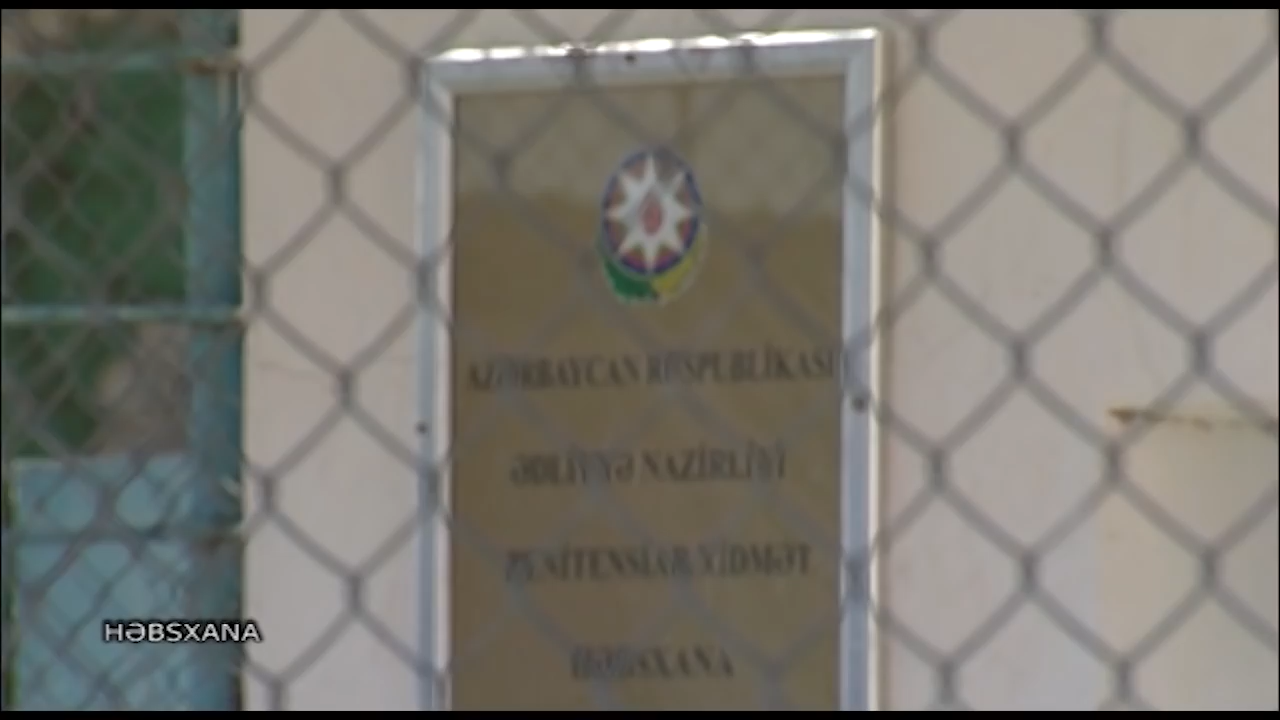 AZƏRBAYCAN RESPUBLİKASI
ƏDLİYYƏ NAZİRLİYİ
PENİTENSİAR XİDMƏT
HƏBSXANA
HƏBSXANA